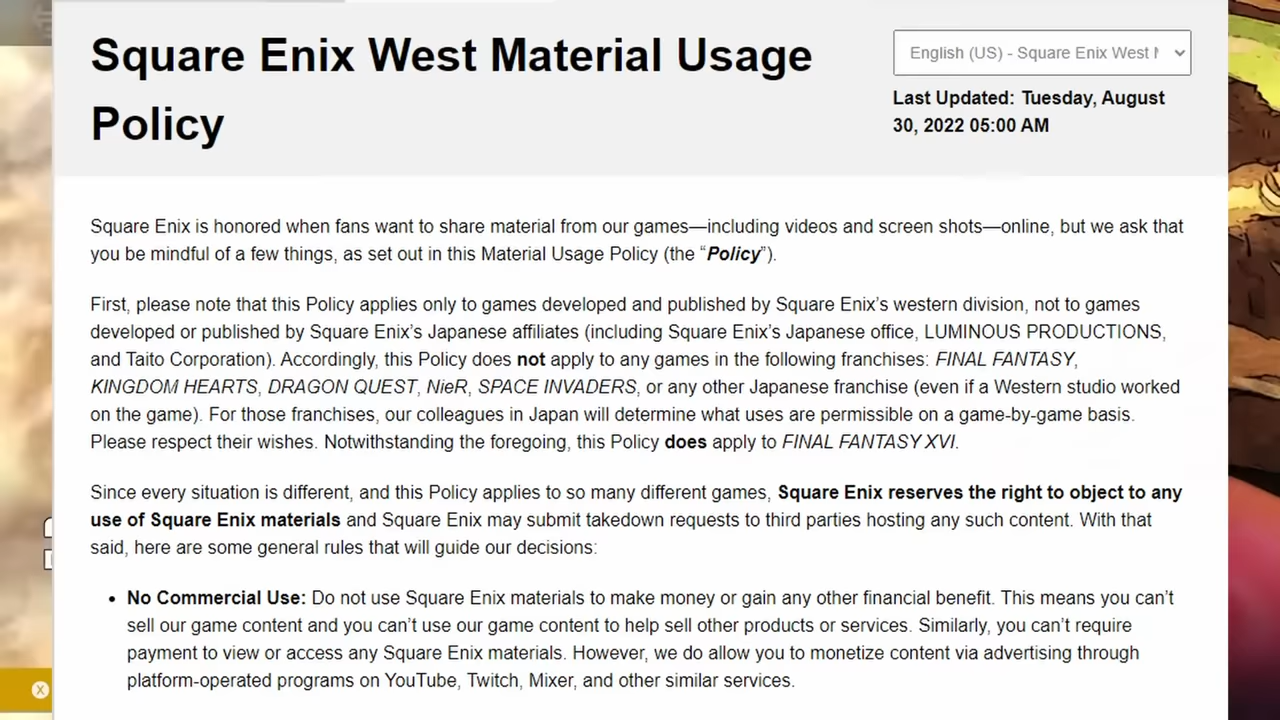 Square Enix West Material Usage
Policy
English (US) - Square Enix West
Last Updated: Tuesday, August
30, 2022 05:00 AM
Square Enix is honored when fans want to share material from our games—including videos and screen shots—online, but we ask that
you be mindful of a few things, as set out in this Material Usage Policy (the “Policy”).
First, please note that this Policy applies only to games developed and published by Square Enix’s western division, not to games
developed or published by Square Enix’s Japanese affiliates (including Square Enix’s Japanese office, LUMINOUS PRODUCTIONS,
and Taito Corporation). Accordingly, this Policy does not apply to any games in the following franchises: FINAL FANTASY,
KINGDOM HEARTS, DRAGON QUEST, NieR, SPACE INVADERS, or any other Japanese franchise (even if a Western studio worked
on the game). For those franchises, our colleagues in Japan will determine what uses are permissible on a game-by-game basis.
Please respect their wishes. Notwithstanding the foregoing, this Policy does apply to FINAL FANTASY XVI.
Since every situation is different, and this Policy applies to so many different games, Square Enix reserves the right to object to any
use of Square Enix materials and Square Enix may submit takedown requests to third parties hosting any such content. With that
said, here are some general rules that will guide our decisions:
• No Commercial Use: Do not use Square Enix materials to make money or gain any other financial benefit. This means you can’t
sell our game content and you can’t use our game content to help sell other products or services. Similarly, you can’t require
payment to view or access any Square Enix materials. However, we do allow you to monetize content via advertising through
platform-operated programs on YouTube, Twitch, Mixer, and other similar services.